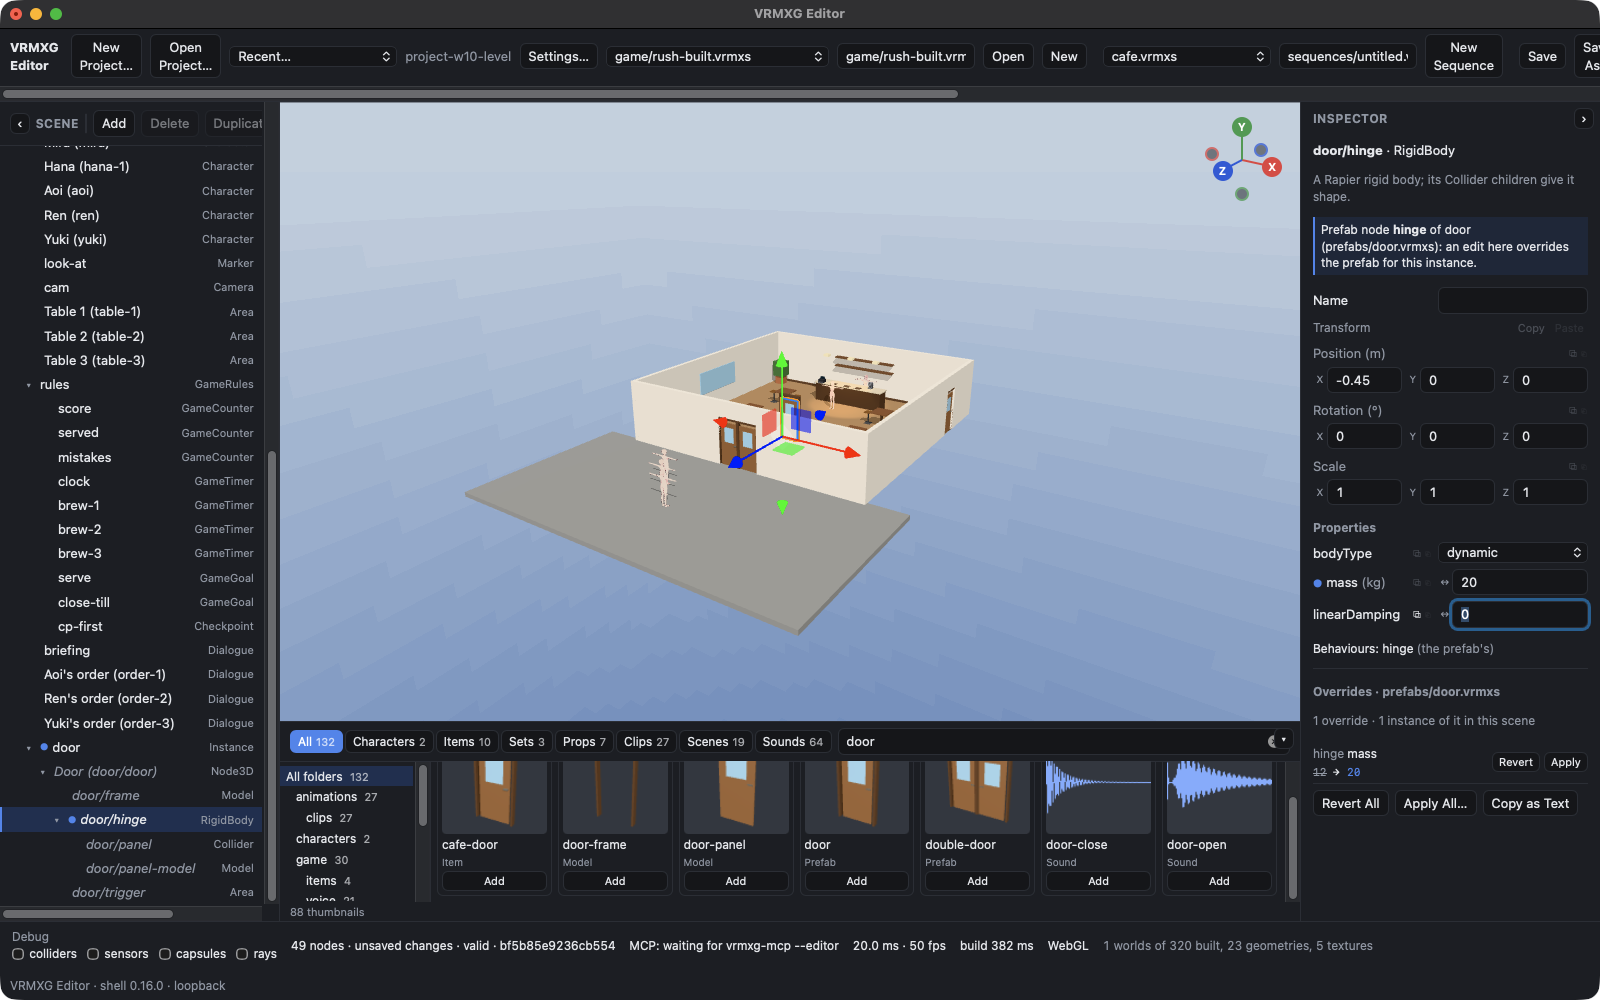 VRMXG Editor
VRMXG Editor
New Project...
Open Project...
Recent...
project-w10-level
Settings...
game/rush-built.vrmxs
game/rush-built.vrm
Open
New
cafe.vrmxs
sequences/untitled.
New Sequence
Save
‹ SCENE
Add
Delete
Duplicat
Hana (hana-1) Character
Aoi (aoi) Character
Ren (ren) Character
Yuki (yuki) Character
look-at Marker
cam Camera
Table 1 (table-1) Area
Table 2 (table-2) Area
Table 3 (table-3) Area
rules GameRules
score GameCounter
served GameCounter
mistakes GameCounter
clock GameTimer
brew-1 GameTimer
brew-2 GameTimer
brew-3 GameTimer
serve GameGoal
close-till GameGoal
cp-first Checkpoint
briefing Dialogue
Aoi's order (order-1) Dialogue
Ren's order (order-2) Dialogue
Yuki's order (order-3) Dialogue
door Instance
Door (door/door) Node3D
door/frame Model
door/hinge RigidBody
door/panel Collider
door/panel-model Model
door/trigger Area
Y
X
Z
All 132
Characters 2
Items 10
Sets 3
Props 7
Clips 27
Scenes 19
Sounds 64
door
All folders 132
animations 27
clips 27
characters 2
game 30
items 4
cafe-door
Item
Add
door-frame
Model
Add
door-panel
Model
Add
door
Prefab
Add
double-door
Prefab
Add
door-close
Sound
Add
door-open
Sound
Add
88 thumbnails
INSPECTOR ›
door/hinge · RigidBody
A Rapier rigid body; its Collider children give it
shape.
Prefab node hinge of door
(prefabs/door.vrmxs): an edit here overrides
the prefab for this instance.
Name
Transform Copy Paste
Position (m)
X -0.45 Y 0 Z 0
Rotation (°)
X 0 Y 0 Z 0
Scale
X 1 Y 1 Z 1
Properties
bodyType dynamic
mass (kg) ↔ 20
linearDamping ↔ 0
Behaviours: hinge (the prefab's)
Overrides · prefabs/door.vrmxs
1 override · 1 instance of it in this scene
hinge mass
12 → 20
Revert
Apply
Revert All
Apply All...
Copy as Text
Debug
colliders sensors capsules rays
49 nodes · unsaved changes · valid · bf5b85e9236cb554 MCP: waiting for vrmxg-mcp --editor 20.0 ms · 50 fps build 382 ms WebGL 1 worlds of 320 built, 23 geometries, 5 textures
VRMXG Editor · shell 0.16.0 · loopback